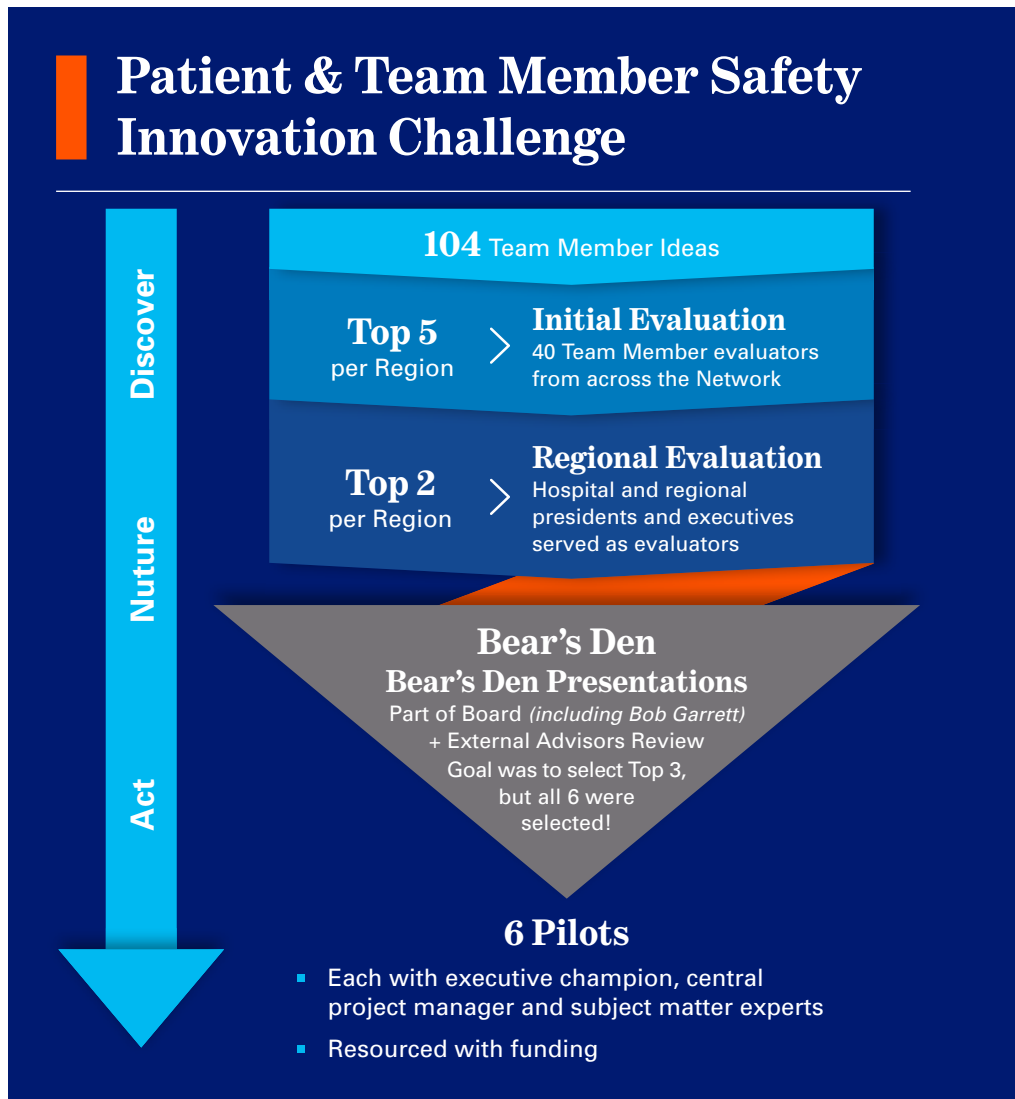 Patient & Team Member Safety
Innovation Challenge
Discover
Nuture
Act
104 Team Member Ideas
Top 5
per Region
Initial Evaluation
40 Team Member evaluators
from across the Network
Top 2
per Region
Regional Evaluation
Hospital and regional
presidents and executives
served as evaluators
Bear’s Den
Bear’s Den Presentations
Part of Board (including Bob Garrett)
+ External Advisors Review
Goal was to select Top 3,
but all 6 were
selected!
6 Pilots
Each with executive champion, central
project manager and subject matter experts
Resourced with funding